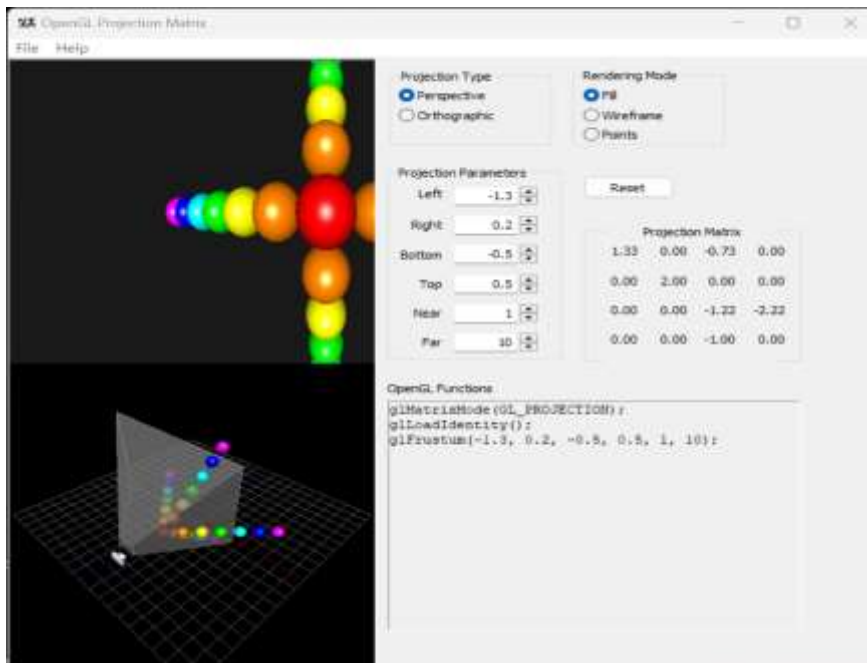 OpenGL Projection Matrix
File Help
Projection Type
Perspective
Orthographic
Rendering Mode
Fill
Wireframe
Points
Projection Parameters
Left -1.3
Right 0.2
Bottom -0.5
Top 0.5
Near 1
Far 10
Reset
Projection Matrix
1.33 0.00 -0.73 0.00
0.00 2.00 0.00 0.00
0.00 0.00 -1.22 -2.22
0.00 0.00 -1.00 0.00
OpenGL Functions
glMatrixMode(GL_PROJECTION);
glLoadIdentity();
glFrustum(-1.3, 0.2, -0.5, 0.5, 1, 10);